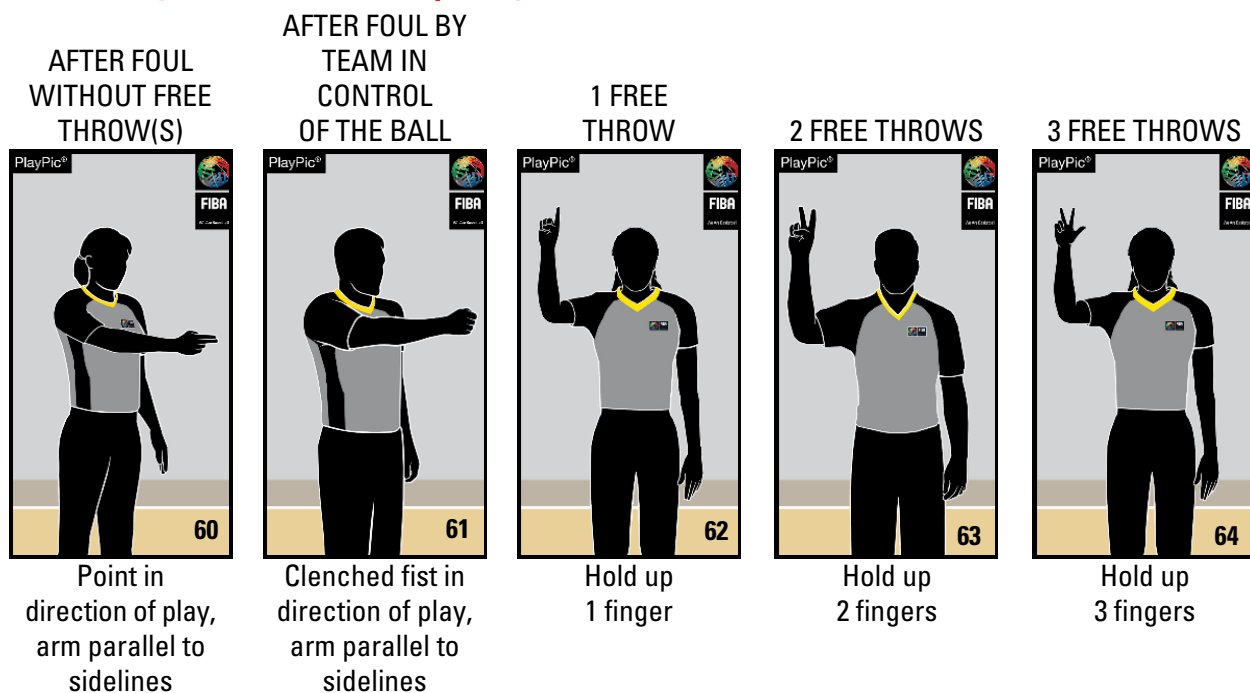 AFTER FOUL
WITHOUT FREE
THROW(S)
PlayPic®
FIBA
60
Point in
direction of play,
arm parallel to
sidelines
AFTER FOUL BY
TEAM IN
CONTROL
OF THE BALL
PlayPic®
FIBA
61
Clenched fist in
direction of play,
arm parallel to
sidelines
1 FREE
THROW
PlayPic®
FIBA
62
Hold up
1 finger
2 FREE THROWS
PlayPic®
FIBA
63
Hold up
2 fingers
3 FREE THROWS
PlayPic®
FIBA
64
Hold up
3 fingers